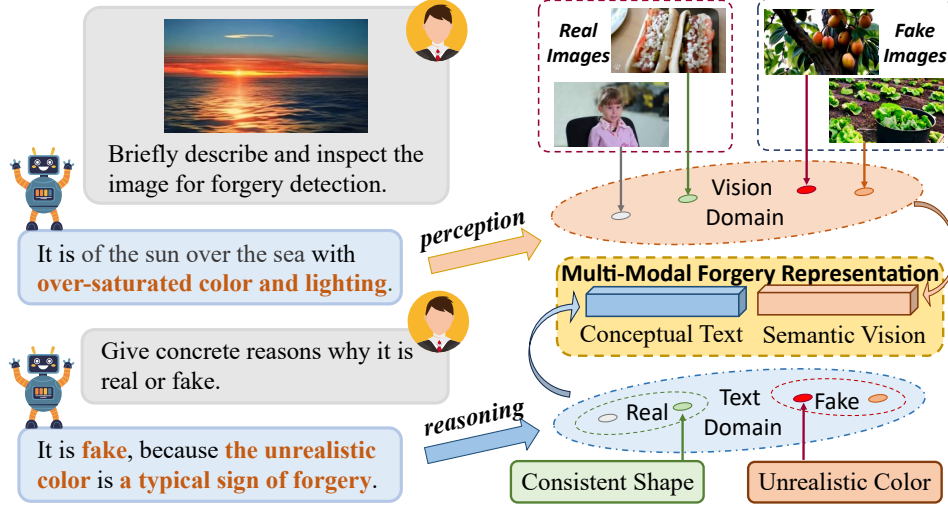 Briefly describe and inspect the
image for forgery detection.
It is of the sun over the sea with
over-saturated color and lighting.
Give concrete reasons why it is
real or fake.
It is fake, because the unrealistic
color is a typical sign of forgery.
perception
reasoning
Real
Images
Fake
Images
Vision
Domain
Multi-Modal Forgery Representation
Conceptual Text
Semantic Vision
Real
Text
Domain
Fake
Consistent Shape
Unrealistic Color